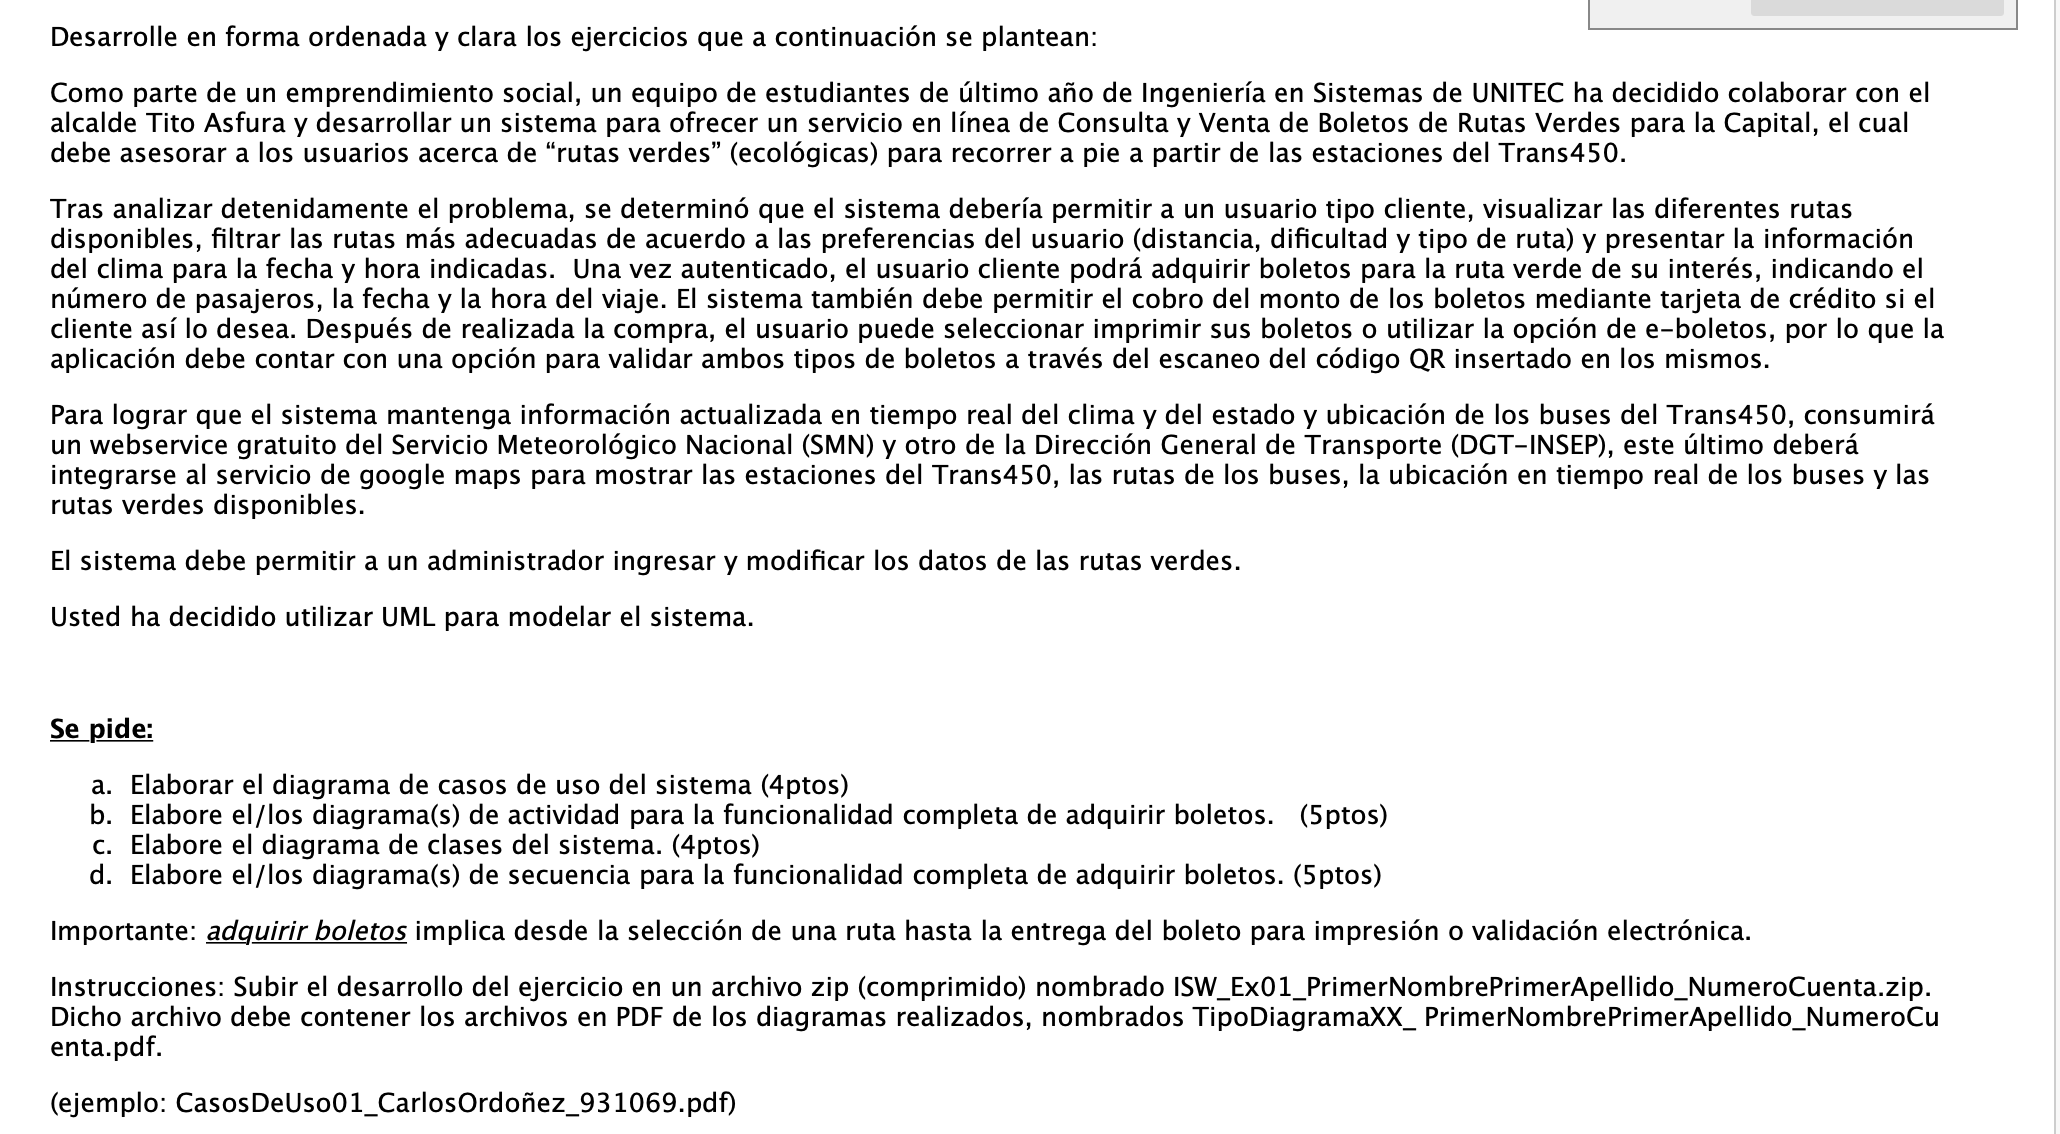 Desarrolle en forma ordenada y clara los ejercicios que a continuación se plantean:
Como parte de un emprendimiento social, un equipo de estudiantes de último año de Ingeniería en Sistemas de UNITEC ha decidido colaborar con el
alcalde Tito Asfura y desarrollar un sistema para ofrecer un servicio en línea de Consulta y Venta de Boletos de Rutas Verdes para la Capital, el cual
debe asesorar a los usuarios acerca de “rutas verdes” (ecológicas) para recorrer a pie a partir de las estaciones del Trans450.
Tras analizar detenidamente el problema, se determinó que el sistema debería permitir a un usuario tipo cliente, visualizar las diferentes rutas
disponibles, filtrar las rutas más adecuadas de acuerdo a las preferencias del usuario (distancia, dificultad y tipo de ruta) y presentar la información
del clima para la fecha y hora indicadas.  Una vez autenticado, el usuario cliente podrá adquirir boletos para la ruta verde de su interés, indicando el
número de pasajeros, la fecha y la hora del viaje. El sistema también debe permitir el cobro del monto de los boletos mediante tarjeta de crédito si el
cliente así lo desea. Después de realizada la compra, el usuario puede seleccionar imprimir sus boletos o utilizar la opción de e-boletos, por lo que la
aplicación debe contar con una opción para validar ambos tipos de boletos a través del escaneo del código QR insertado en los mismos.
Para lograr que el sistema mantenga información actualizada en tiempo real del clima y del estado y ubicación de los buses del Trans450, consumirá
un webservice gratuito del Servicio Meteorológico Nacional (SMN) y otro de la Dirección General de Transporte (DGT-INSEP), este último deberá
integrarse al servicio de google maps para mostrar las estaciones del Trans450, las rutas de los buses, la ubicación en tiempo real de los buses y las
rutas verdes disponibles.
El sistema debe permitir a un administrador ingresar y modificar los datos de las rutas verdes.
Usted ha decidido utilizar UML para modelar el sistema.
Se pide:
a. Elaborar el diagrama de casos de uso del sistema (4ptos)
b. Elabore el/los diagrama(s) de actividad para la funcionalidad completa de adquirir boletos.   (5ptos)
c. Elabore el diagrama de clases del sistema. (4ptos)
d. Elabore el/los diagrama(s) de secuencia para la funcionalidad completa de adquirir boletos. (5ptos)
Importante: adquirir boletos implica desde la selección de una ruta hasta la entrega del boleto para impresión o validación electrónica.
Instrucciones: Subir el desarrollo del ejercicio en un archivo zip (comprimido) nombrado ISW_Ex01_PrimerNombrePrimerApellido_NumeroCuenta.zip.
Dicho archivo debe contener los archivos en PDF de los diagramas realizados, nombrados TipoDiagramaXX_ PrimerNombrePrimerApellido_NumeroCu
enta.pdf.
(ejemplo: CasosDeUso01_CarlosOrdoñez_931069.pdf)